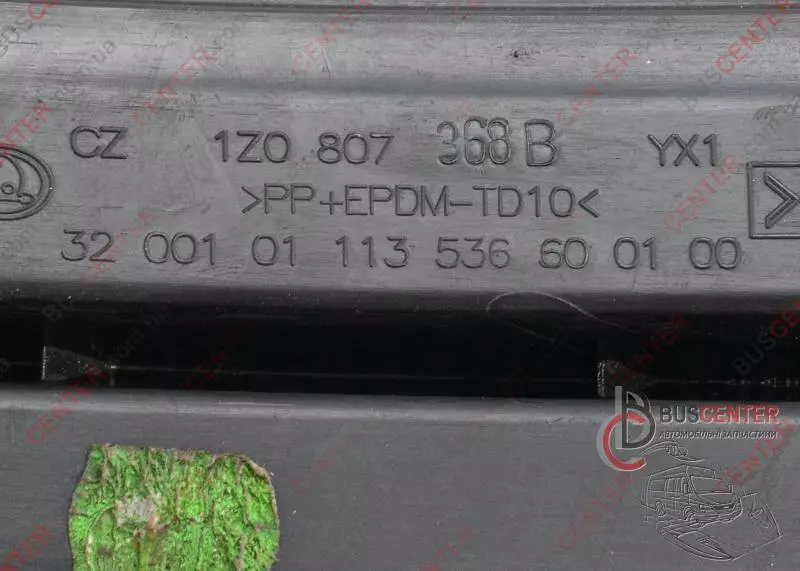 CZ 1Z0 807 368 B YX1
>PP+EPDM-TD10<
32 001 01 113 536 60 01 00
BUSCENTER
АВТОМОБІЛЬНІ ЗАПЧАСТИНИ